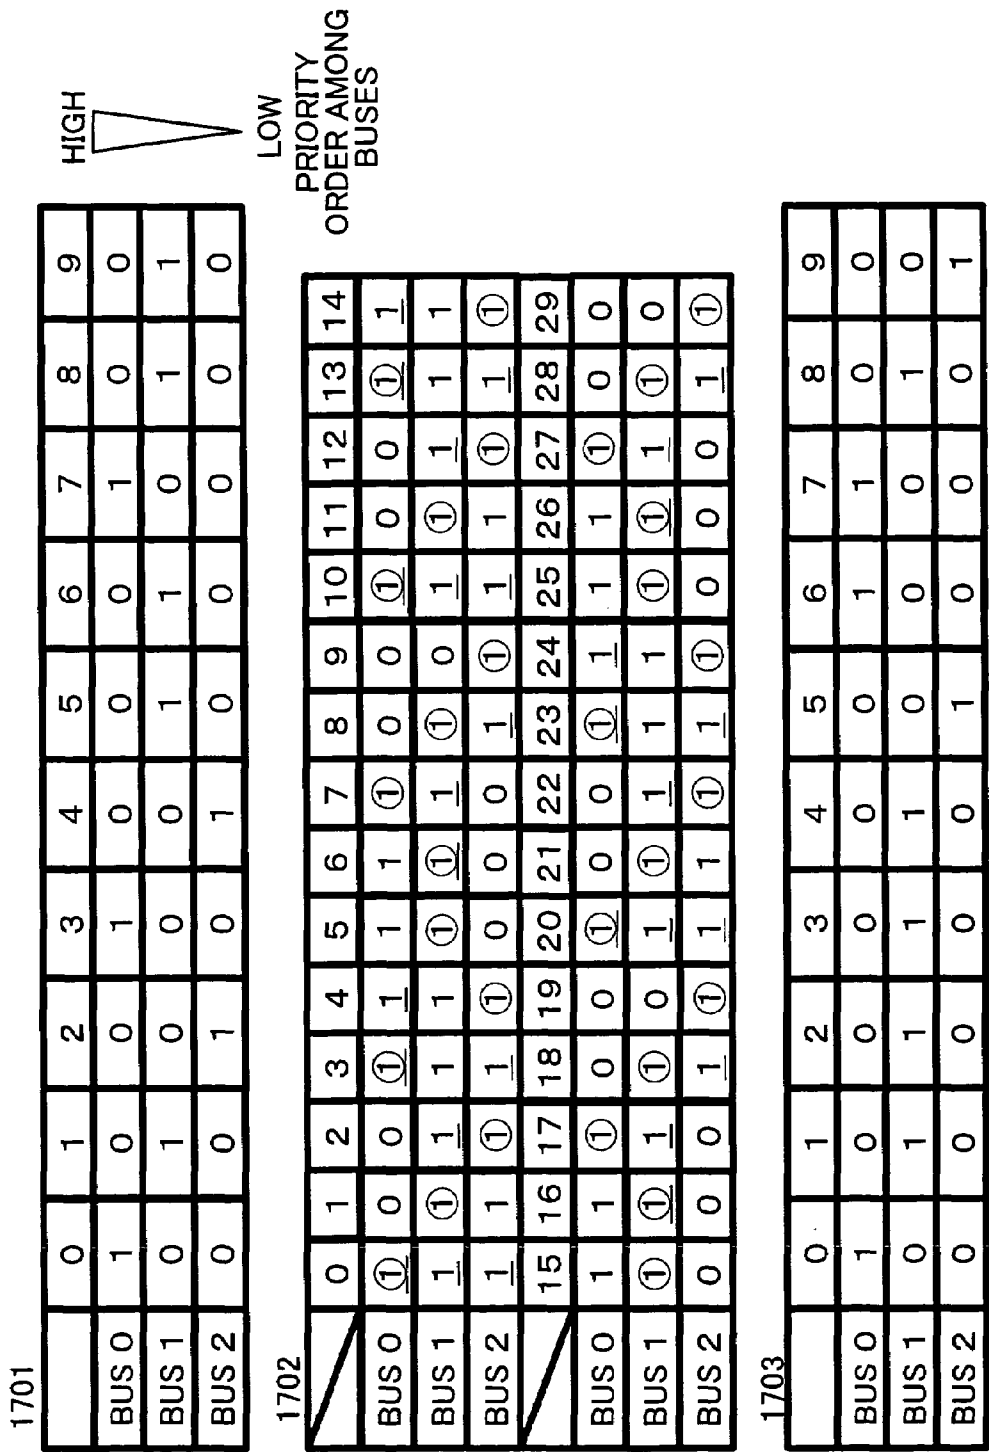 1701
0 1 2 3 4 5 6 7 8 9
BUS 0 1 0 0 1 0 0 0 1 0 0
BUS 1 0 1 0 0 0 1 1 0 1 1
BUS 2 0 0 1 0 1 0 0 0 0 0
HIGH
LOW
PRIORITY
ORDER AMONG
BUSES
1702
0 1 2 3 4 5 6 7 8 9 10 11 12 13 14
BUS 0 ① 0 0 ① 1 1 1 ① 0 0 ① 0 0 ① 1
BUS 1 1 ① 1 1 1 ① ① 1 ① 0 1 ① 1 1 1
BUS 2 1 1 ① 1 ① 0 0 0 1 ① 1 1 ① 1 ①
15 16 17 18 19 20 21 22 23 24 25 26 27 28 29
BUS 0 1 1 ① 0 0 ① 0 0 ① 1 1 1 ① 0 0
BUS 1 ① ① 1 ① 0 1 ① 1 1 1 ① ① 1 ① 0
BUS 2 0 0 0 1 ① 1 1 ① 1 ① 0 0 0 1 ①
1703
0 1 2 3 4 5 6 7 8 9
BUS 0 1 0 0 0 0 0 1 1 0 0
BUS 1 0 1 1 1 1 0 0 0 1 0
BUS 2 0 0 0 0 0 1 0 0 0 1